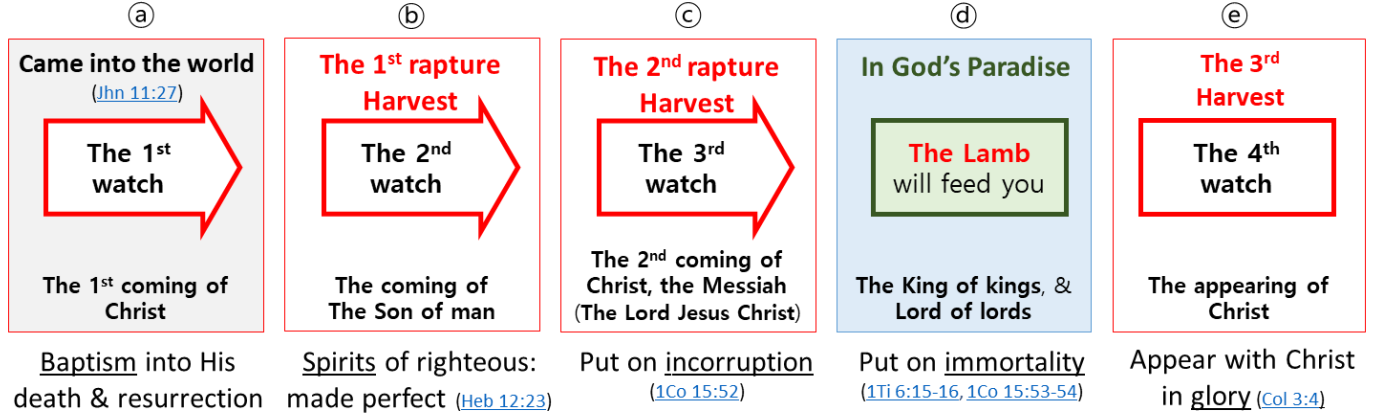 ⓐ
Came into the world
(Jhn 11:27)
The 1st
watch
The 1st coming of
Christ
Baptism into His
death & resurrection
ⓑ
The 1st rapture
Harvest
The 2nd
watch
The coming of
The Son of man
Spirits of righteous:
made perfect (Heb 12:23)
ⓒ
The 2nd rapture
Harvest
The 3rd
watch
The 2nd coming of
Christ, the Messiah
(The Lord Jesus Christ)
Put on incorruption
(1Co 15:52)
ⓓ
In God’s Paradise
The Lamb
will feed you
The King of kings, &
Lord of lords
Put on immortality
(1Ti 6:15-16, 1Co 15:53-54)
ⓔ
The 3rd
Harvest
The 4th
watch
The appearing of
Christ
Appear with Christ
in glory (Col 3:4)